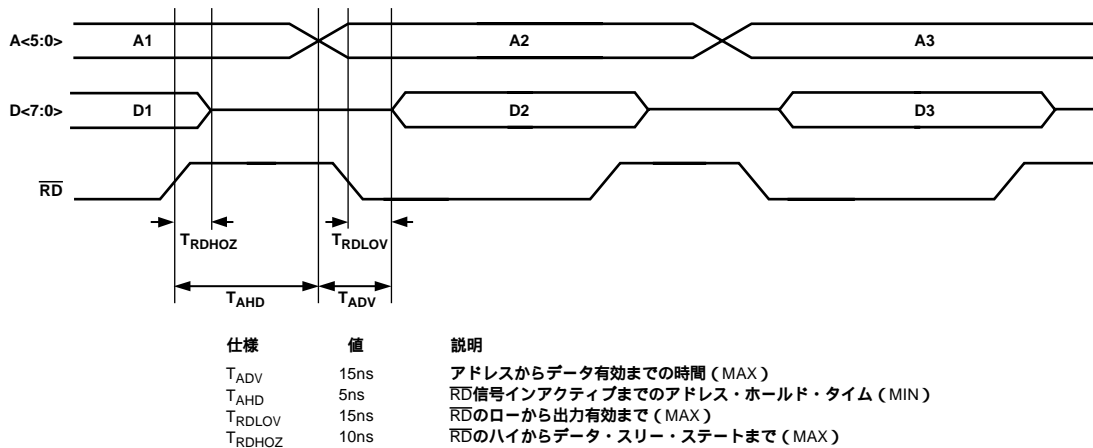 A<5:0> A1 A2 A3
D<7:0> D1 D2 D3
RD
TRDHOZ TRDLOV
TAHD TADV
仕様 値 説明
TADV 15ns アドレスからデータ有効までの時間(MAX)
TAHD 5ns RD信号インアクティブまでのアドレス・ホールド・タイム(MIN)
TRDLOV 15ns RDのローから出力有効まで(MAX)
TRDHOZ 10ns RDのハイからデータ・スリー・ステートまで(MAX)